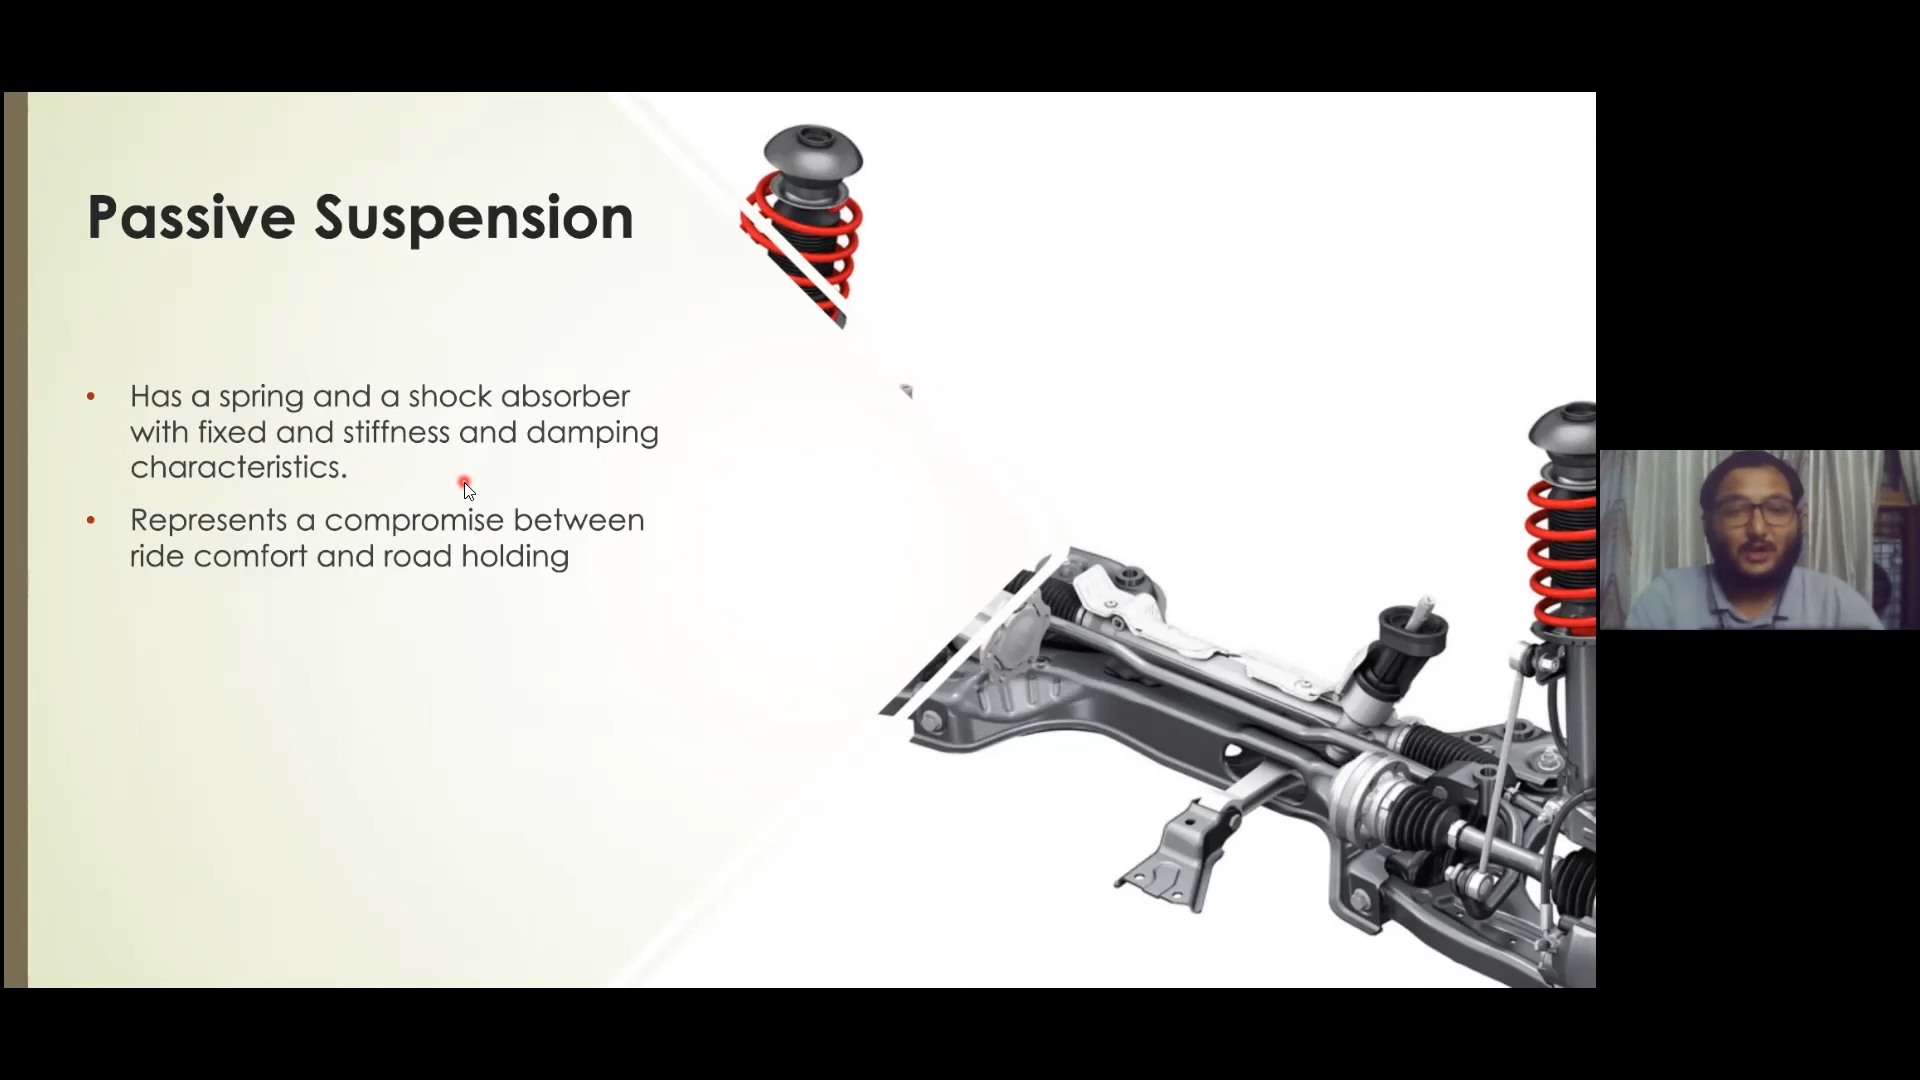 Passive Suspension
• Has a spring and a shock absorber
with fixed and stiffness and damping
characteristics.
• Represents a compromise between
ride comfort and road holding